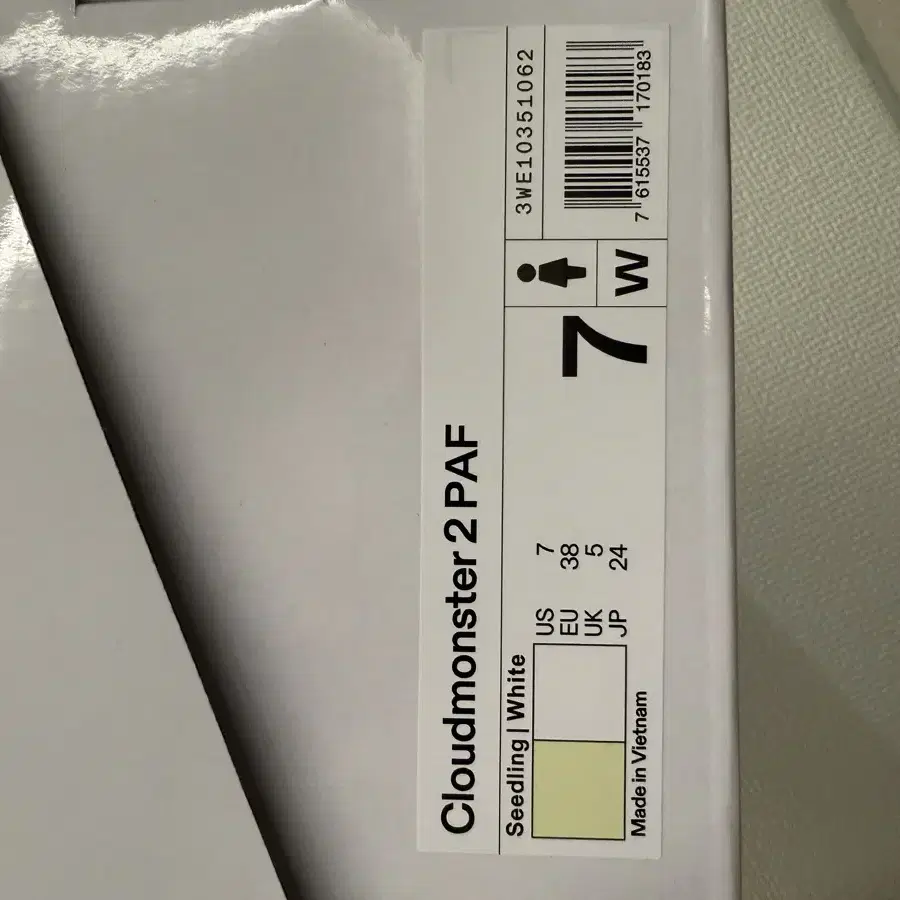 Cloudmonster 2 PAF
Seedling | White
US 7
EU 38
UK 5
JP 24
Made in Vietnam
7
W
3WE10351062
7 615537 170183